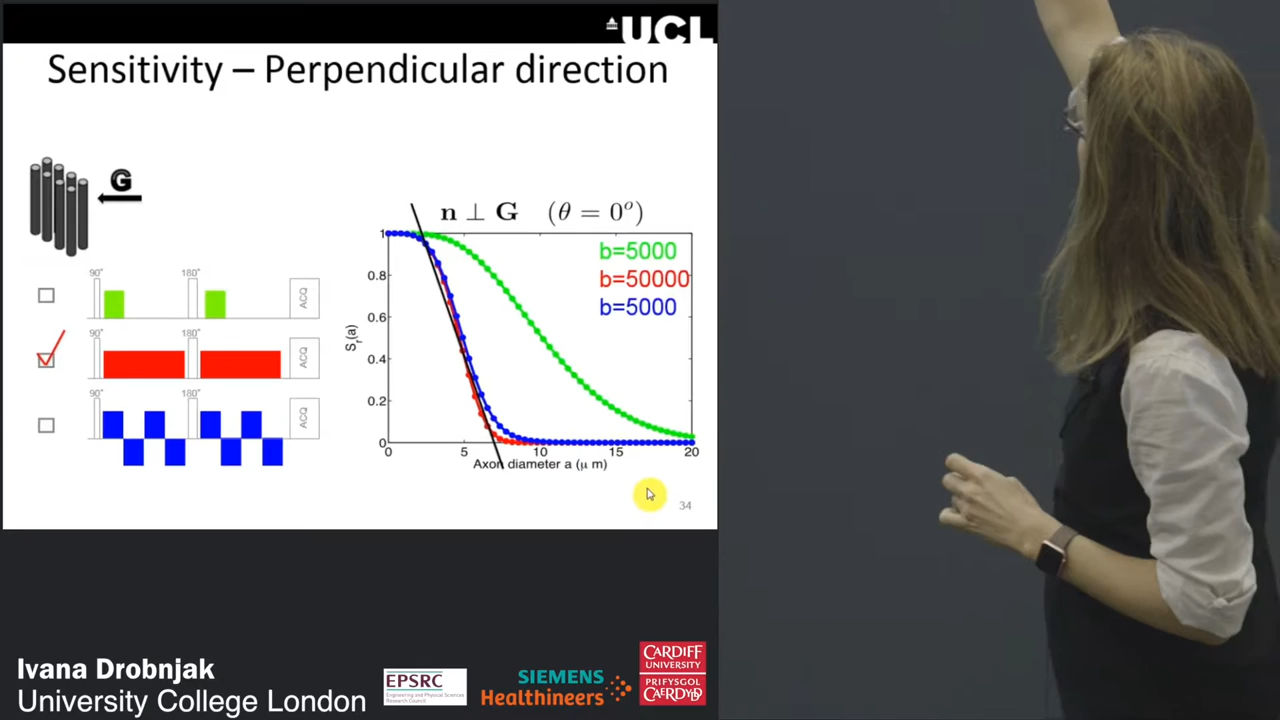 UCL
Sensitivity – Perpendicular direction
G
n ⊥ G (θ = 0°)
b=5000
b=50000
b=5000
90° 180° ACQ
90° 180° ACQ
90° 180° ACQ
1
0.8
0.6
0.4
0.2
0
Sr(a)
0 5 10 15 20
Axon diameter a (μ m)
34
Ivana Drobnjak
University College London
EPSRC
Engineering and Physical Sciences
Research Council
SIEMENS
Healthineers
CARDIFF
UNIVERSITY
PRIFYSGOL
CAERDYDD